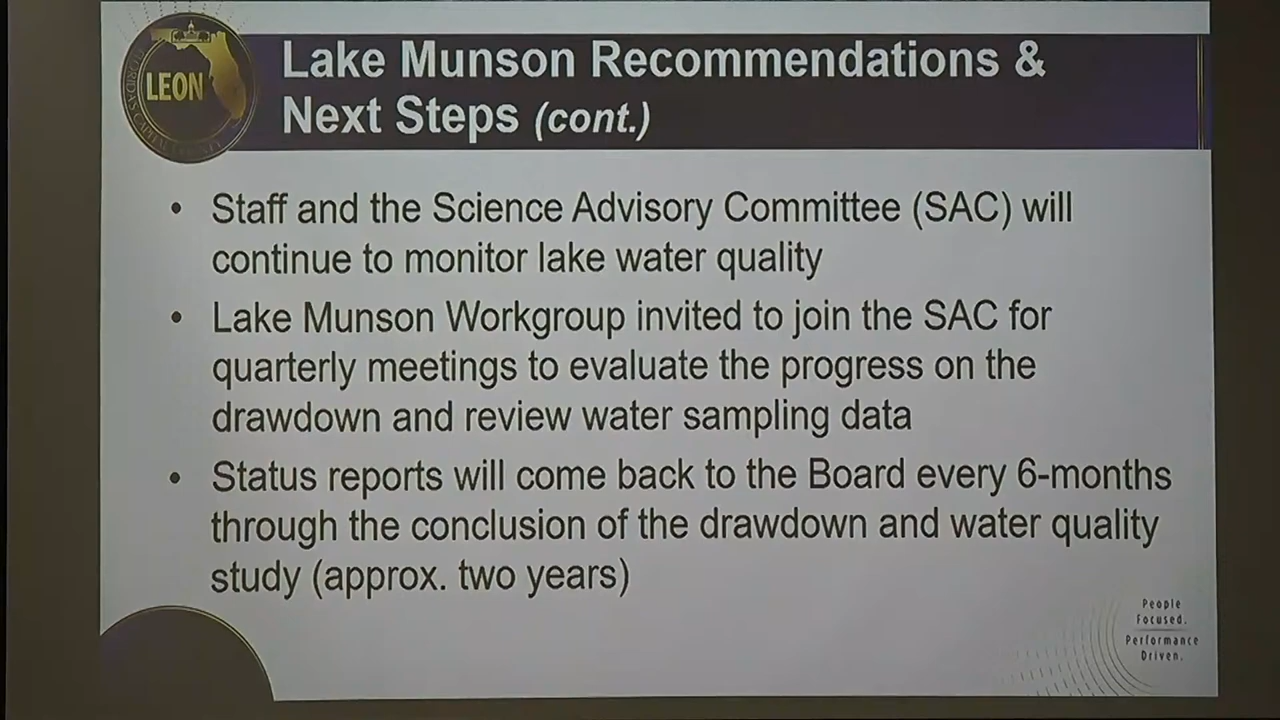 LEON
FLORIDA'S CAPITAL COUNTY
Lake Munson Recommendations &
Next Steps (cont.)
• Staff and the Science Advisory Committee (SAC) will
continue to monitor lake water quality
• Lake Munson Workgroup invited to join the SAC for
quarterly meetings to evaluate the progress on the
drawdown and review water sampling data
• Status reports will come back to the Board every 6-months
through the conclusion of the drawdown and water quality
study (approx. two years)
People
Focused.
Performance
Driven.